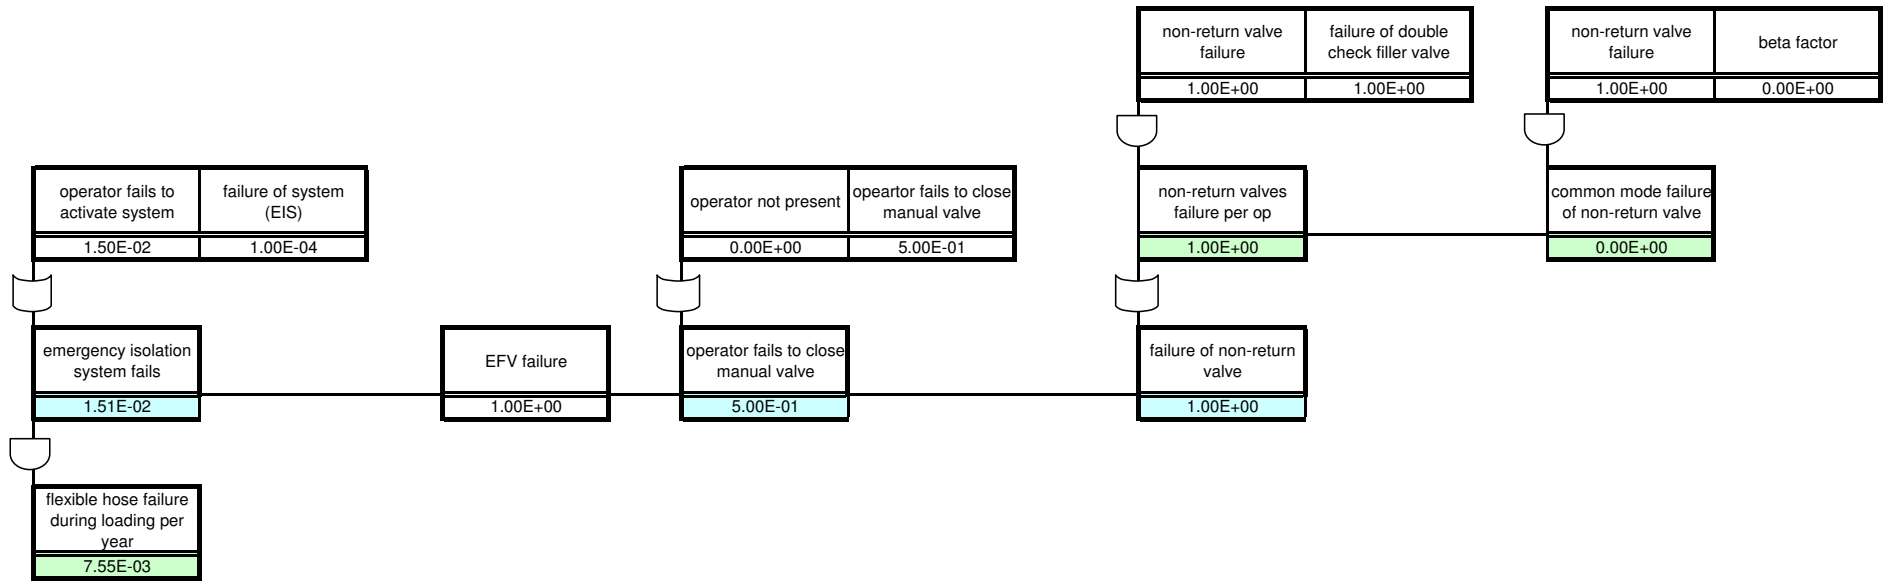 non-return valve
failure
failure of double
check filler valve
1.00E+00
1.00E+00
non-return valve
failure
beta factor
1.00E+00
0.00E+00
operator fails to
activate system
failure of system
(EIS)
1.50E-02
1.00E-04
operator not present
opeartor fails to close
manual valve
0.00E+00
5.00E-01
non-return valves
failure per op
1.00E+00
common mode failure
of non-return valve
0.00E+00
emergency isolation
system fails
1.51E-02
EFV failure
1.00E+00
operator fails to close
manual valve
5.00E-01
failure of non-return
valve
1.00E+00
flexible hose failure
during loading per
year
7.55E-03